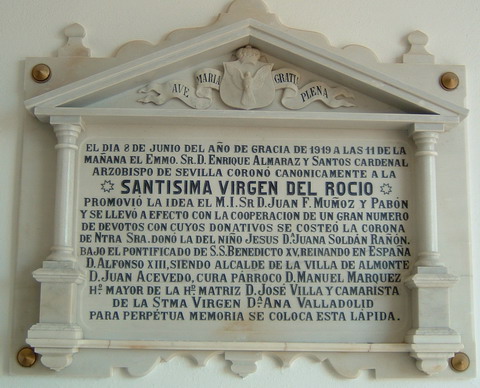 AVE MARIA GRATIA PLENA
EL DIA 8 DE JUNIO DEL AÑO DE GRACIA DE 1919 A LAS 11 DE LA
MAÑANA EL EMMO. SR. D. ENRIQUE ALMARAZ Y SANTOS CARDENAL
ARZOBISPO DE SEVILLA CORONÓ CANONICAMENTE A LA
SANTISIMA VIRGEN DEL ROCIO
PROMOVIÓ LA IDEA EL M.I. SR D. JUAN F. MUÑOZ Y PABÓN
Y SE LLEVÓ A EFECTO CON LA COOPERACION DE UN GRAN NUMERO
DE DEVOTOS CON CUYOS DONATIVOS SE COSTEÓ LA CORONA
DE NTRA SRA. DONÓ LA DEL NIÑO JESUS Dª JUANA SOLDÁN RAÑON.
BAJO EL PONTIFICADO DE S.S. BENEDICTO XV, REINANDO EN ESPAÑA
D. ALFONSO XIII, SIENDO ALCALDE DE LA VILLA DE ALMONTE
D. JUAN ACEVEDO, CURA PÁRROCO D. MANUEL MARQUEZ
Hº MAYOR DE LA Hª MATRIZ D. JOSÉ VILLA Y CAMARISTA
DE LA STMA VIRGEN Dª ANA VALLADOLID
PARA PERPÉTUA MEMORIA SE COLOCA ESTA LÁPIDA.